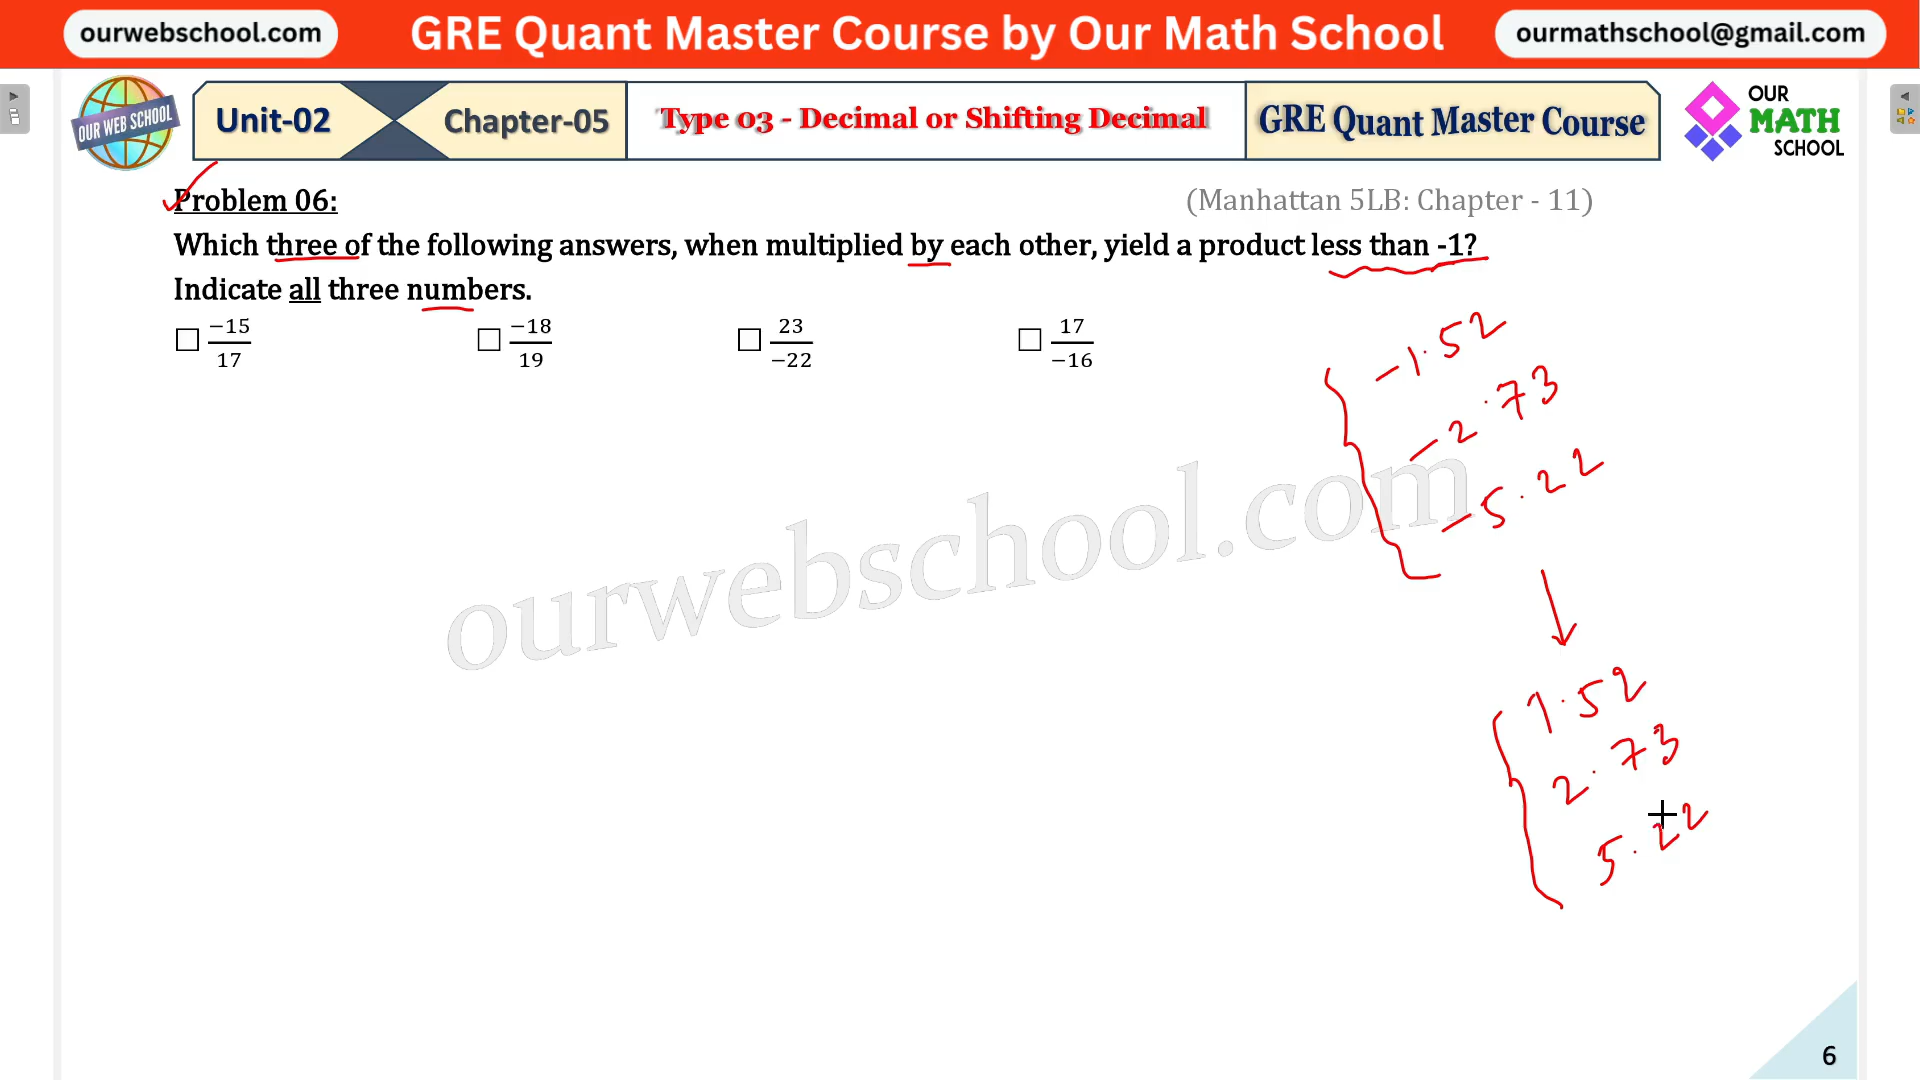 ourwebschool.com
GRE Quant Master Course by Our Math School
ourmathschool@gmail.com
OUR WEB SCHOOL
Unit-02
Chapter-05
Type 03 - Decimal or Shifting Decimal
GRE Quant Master Course
OUR
MATH
SCHOOL
Problem 06:
(Manhattan 5LB: Chapter - 11)
Which three of the following answers, when multiplied by each other, yield a product less than -1?
Indicate all three numbers.
☐ −15/17 ☐ −18/19 ☐ 23/−22 ☐ 17/−16
−1.52
−2.73
−5.22
1.52
2.73
5.22
ourwebschool.com
6